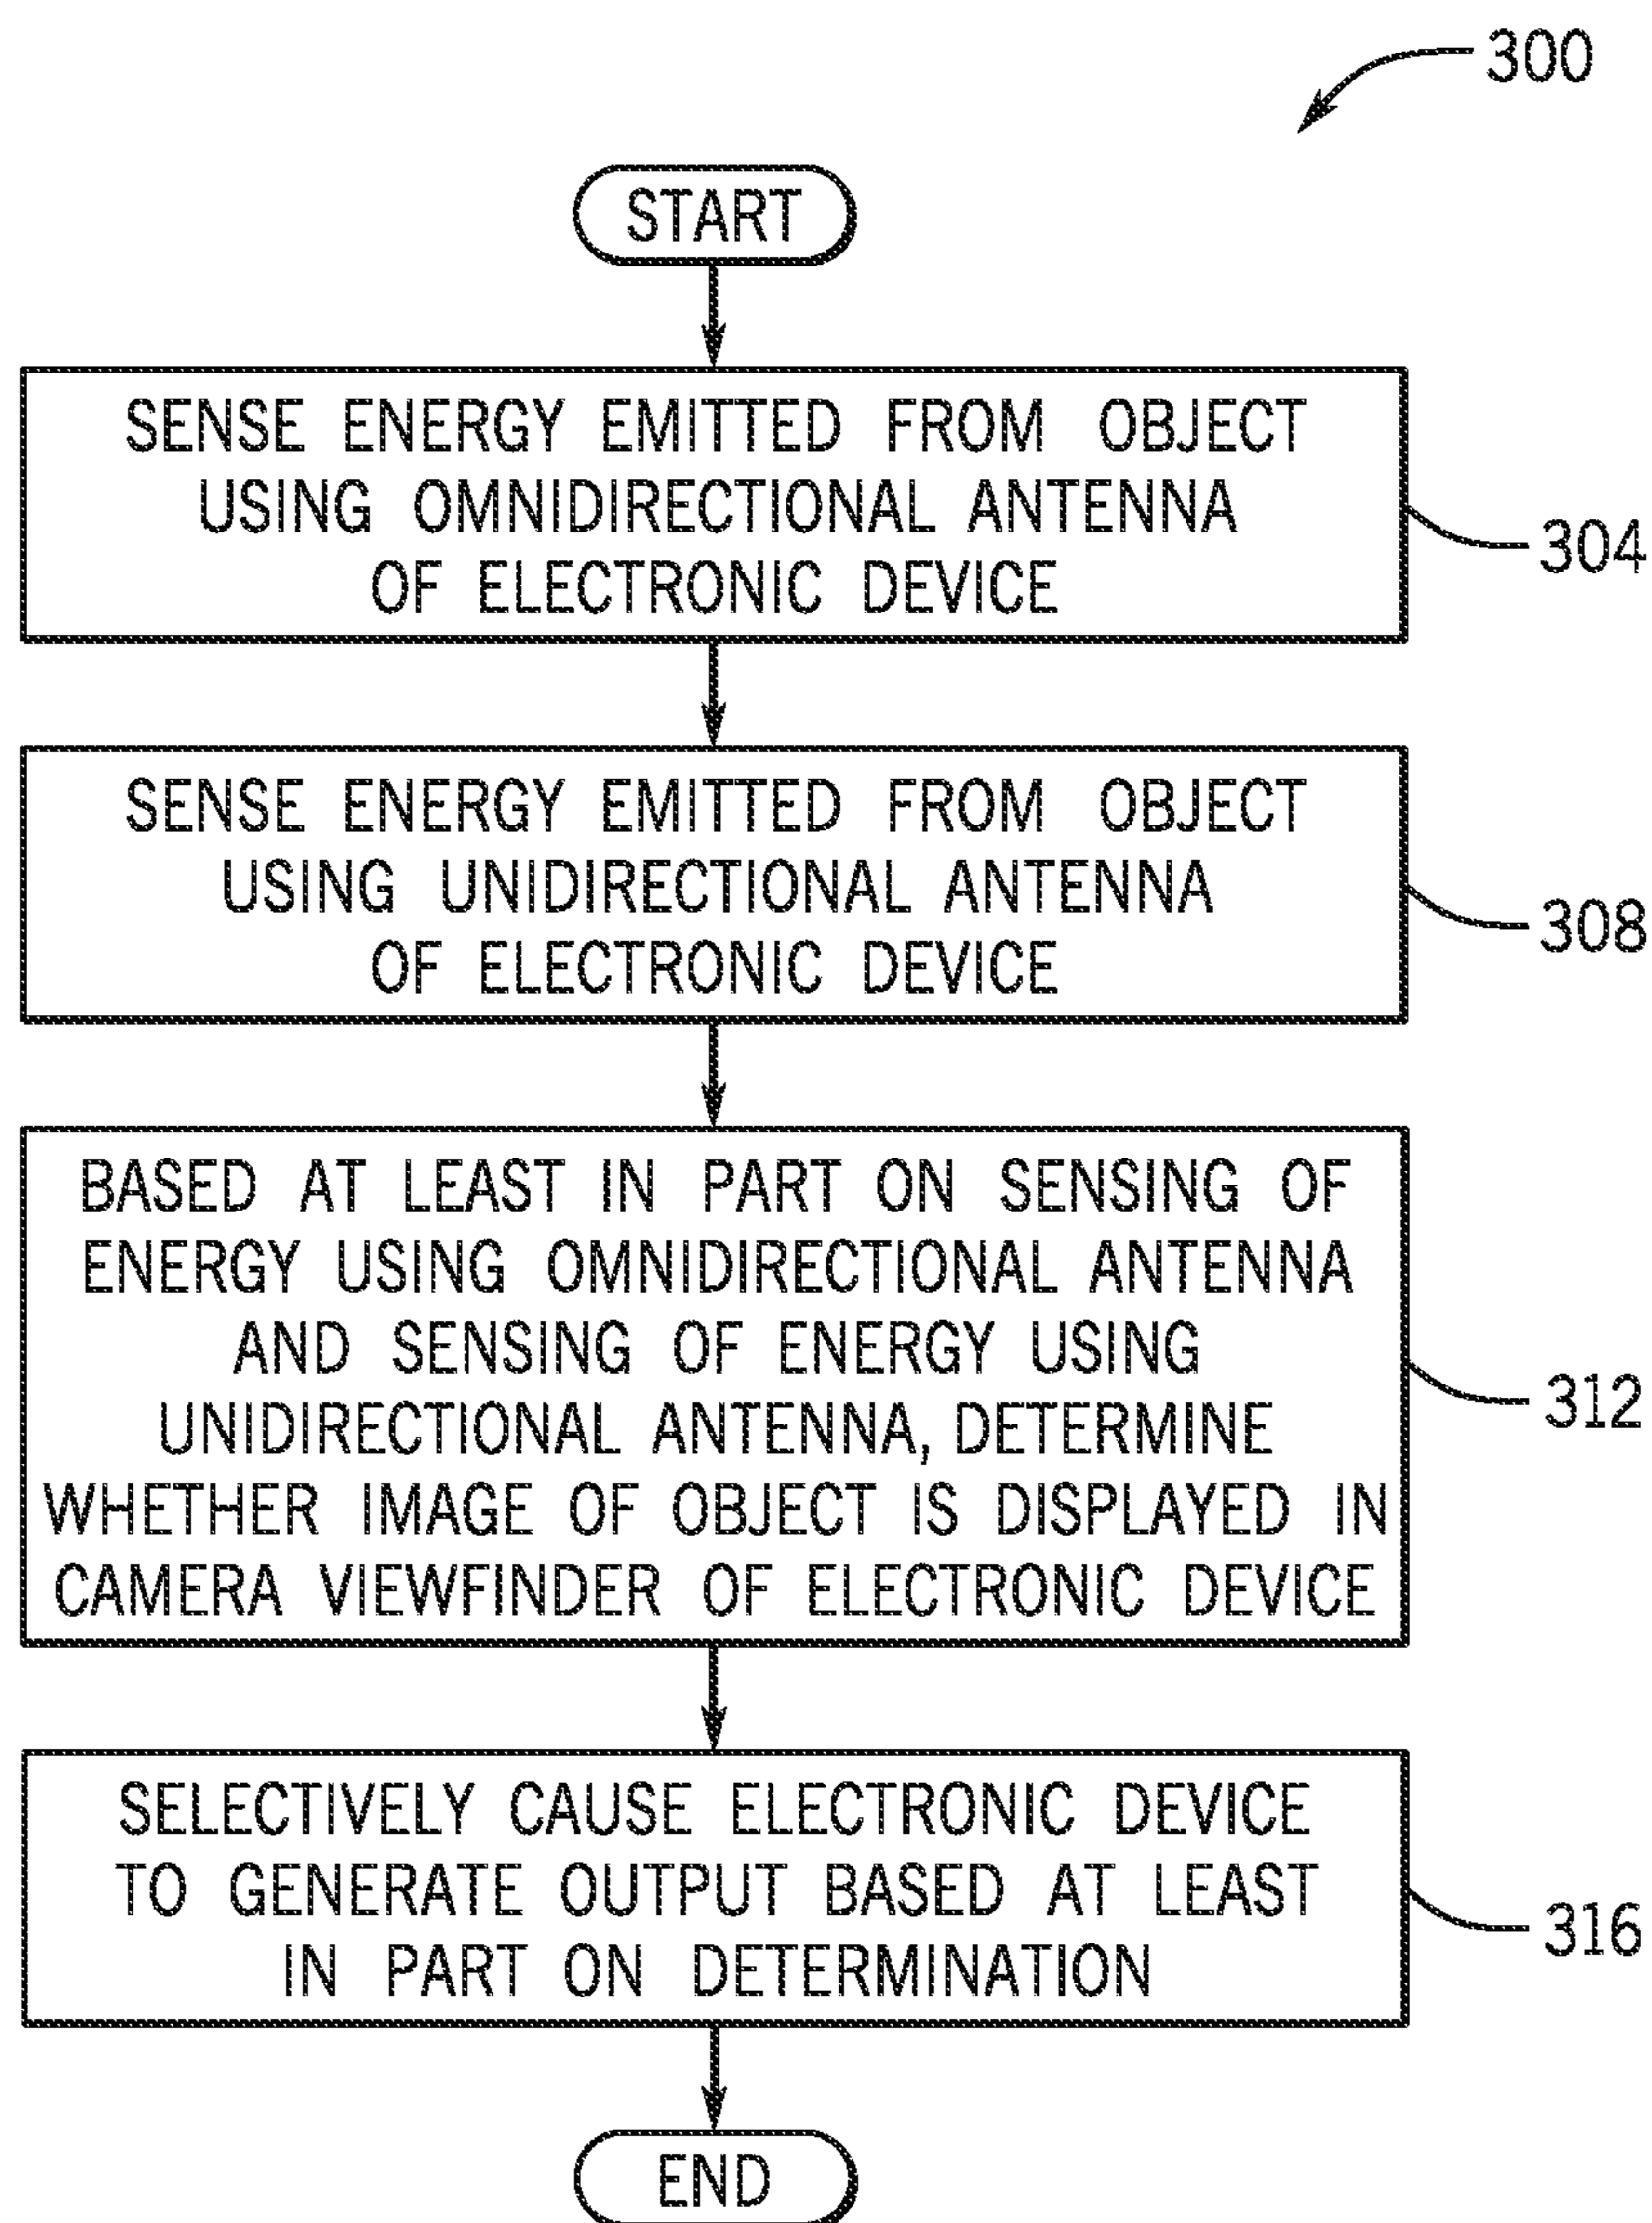 300
START
SENSE ENERGY EMITTED FROM OBJECT
USING OMNIDIRECTIONAL ANTENNA
OF ELECTRONIC DEVICE
304
SENSE ENERGY EMITTED FROM OBJECT
USING UNIDIRECTIONAL ANTENNA
OF ELECTRONIC DEVICE
308
BASED AT LEAST IN PART ON SENSING OF
ENERGY USING OMNIDIRECTIONAL ANTENNA
AND SENSING OF ENERGY USING
UNIDIRECTIONAL ANTENNA, DETERMINE
WHETHER IMAGE OF OBJECT IS DISPLAYED IN
CAMERA VIEWFINDER OF ELECTRONIC DEVICE
312
SELECTIVELY CAUSE ELECTRONIC DEVICE
TO GENERATE OUTPUT BASED AT LEAST
IN PART ON DETERMINATION
316
END